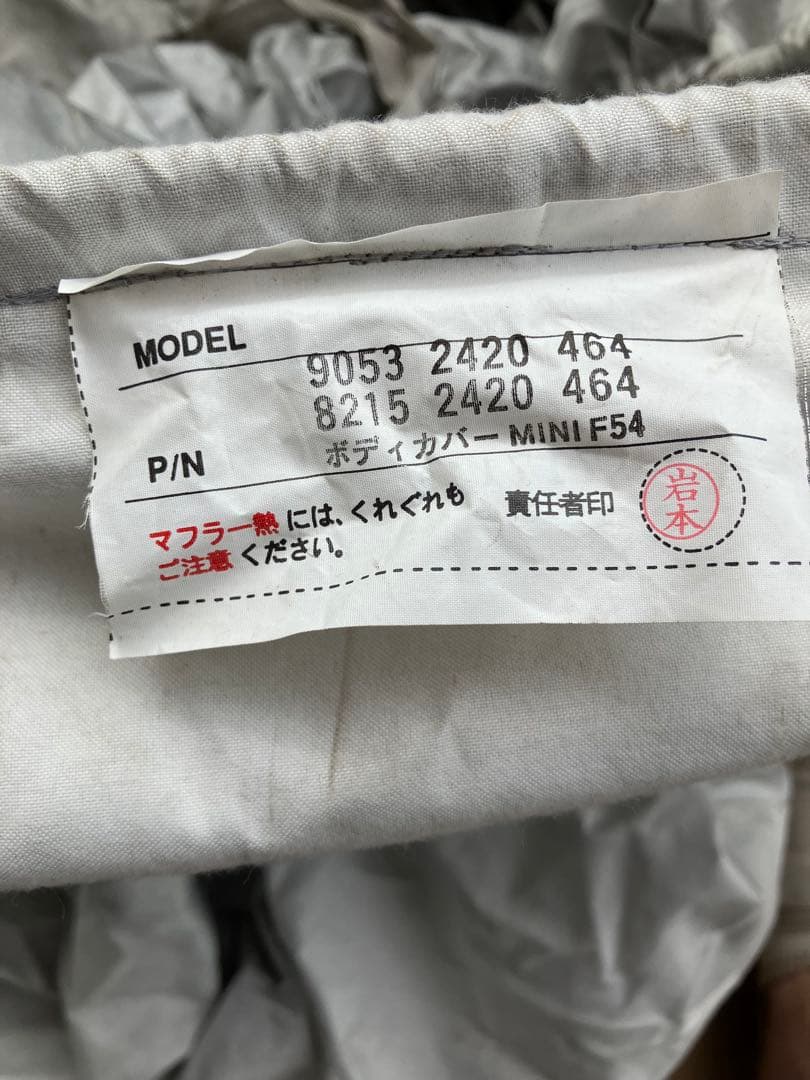 MODEL
9053 2420 464
8215 2420 464
P/N
ボディカバー MINI F54
マフラー熱には、くれぐれも
ご注意ください。
責任者印
岩本